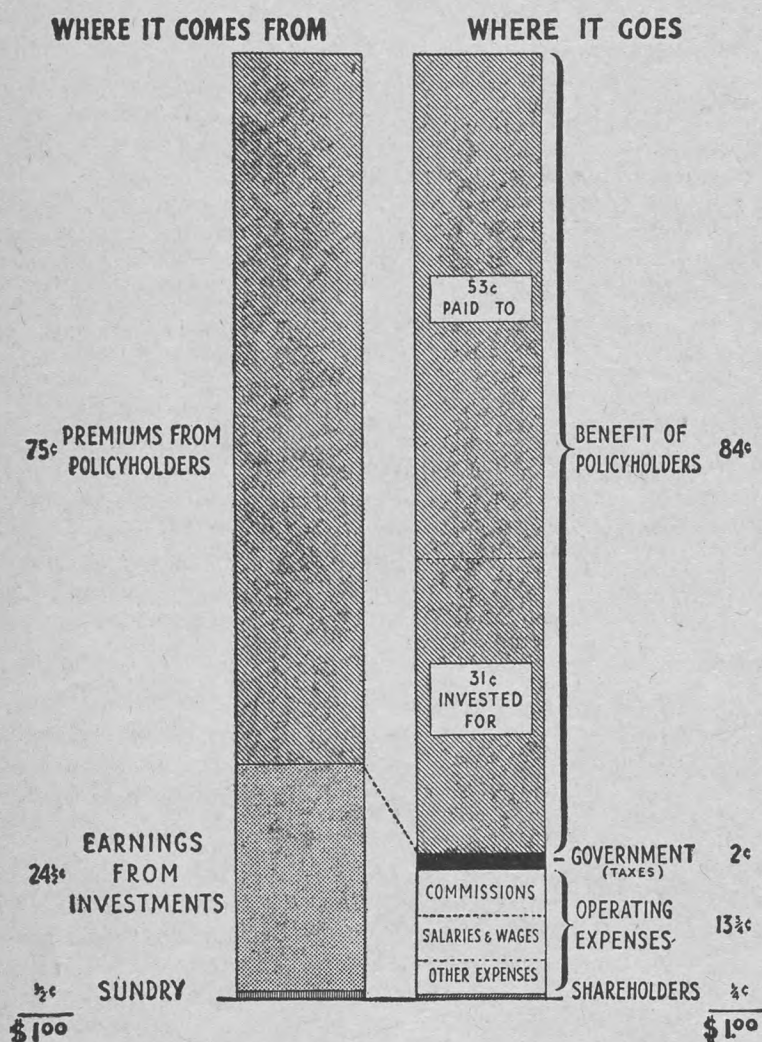 WHERE IT COMES FROM
WHERE IT GOES
53¢
PAID TO
75¢ PREMIUMS FROM
POLICYHOLDERS
BENEFIT OF
POLICYHOLDERS 84¢
31¢
INVESTED
FOR
24½¢ EARNINGS
FROM
INVESTMENTS
GOVERNMENT 2¢
(TAXES)
COMMISSIONS
SALARIES & WAGES
OTHER EXPENSES
OPERATING
EXPENSES 13¾¢
½¢ SUNDRY
SHAREHOLDERS ¼¢
$1.00
$1.00